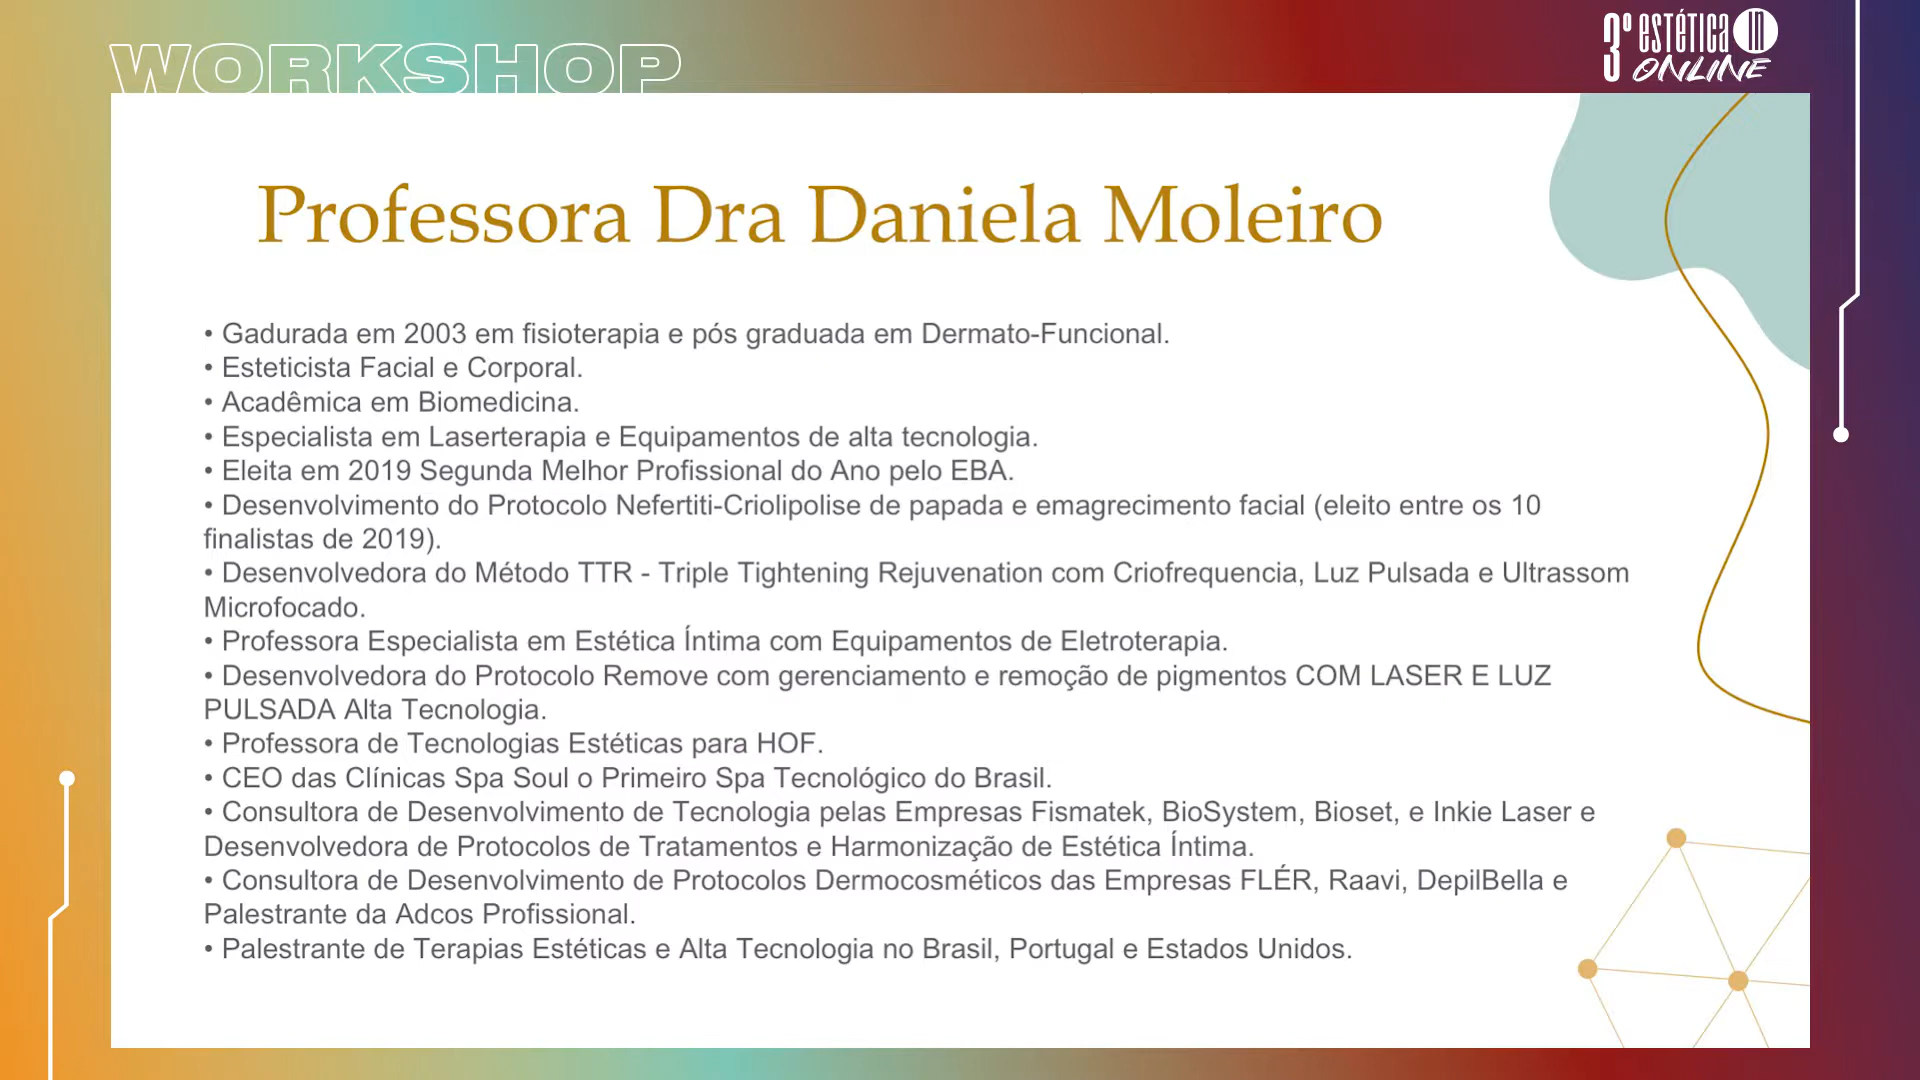 WORKSHOP
3º estética in
ONLINE
Professora Dra Daniela Moleiro
• Gadurada em 2003 em fisioterapia e pós graduada em Dermato-Funcional.
• Esteticista Facial e Corporal.
• Acadêmica em Biomedicina.
• Especialista em Laserterapia e Equipamentos de alta tecnologia.
• Eleita em 2019 Segunda Melhor Profissional do Ano pelo EBA.
• Desenvolvimento do Protocolo Nefertiti-Criolipolise de papada e emagrecimento facial (eleito entre os 10
finalistas de 2019).
• Desenvolvedora do Método TTR - Triple Tightening Rejuvenation com Criofrequencia, Luz Pulsada e Ultrassom
Microfocado.
• Professora Especialista em Estética Íntima com Equipamentos de Eletroterapia.
• Desenvolvedora do Protocolo Remove com gerenciamento e remoção de pigmentos COM LASER E LUZ
PULSADA Alta Tecnologia.
• Professora de Tecnologias Estéticas para HOF.
• CEO das Clínicas Spa Soul o Primeiro Spa Tecnológico do Brasil.
• Consultora de Desenvolvimento de Tecnologia pelas Empresas Fismatek, BioSystem, Bioset, e Inkie Laser e
Desenvolvedora de Protocolos de Tratamentos e Harmonização de Estética Íntima.
• Consultora de Desenvolvimento de Protocolos Dermocosméticos das Empresas FLÉR, Raavi, DepilBella e
Palestrante da Adcos Profissional.
• Palestrante de Terapias Estéticas e Alta Tecnologia no Brasil, Portugal e Estados Unidos.